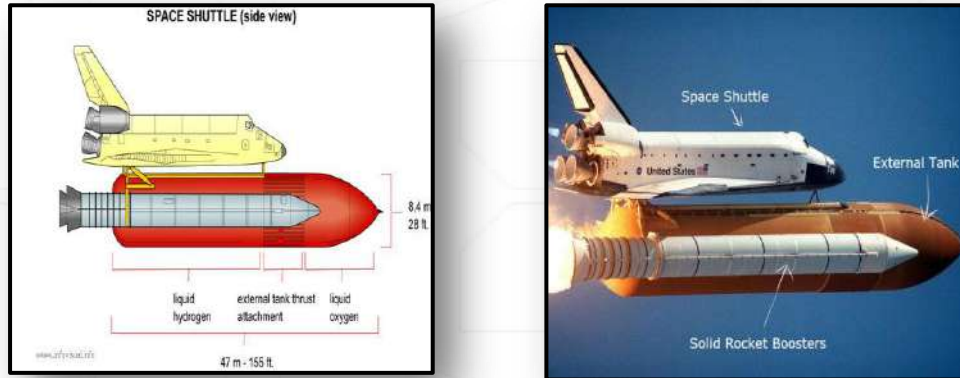 SPACE SHUTTLE (side view)
8.4 m
28 ft.
liquid
hydrogen
external tank thrust
attachment
liquid
oxygen
47 m - 155 ft.
Space Shuttle
External Tank
United States
Solid Rocket Boosters